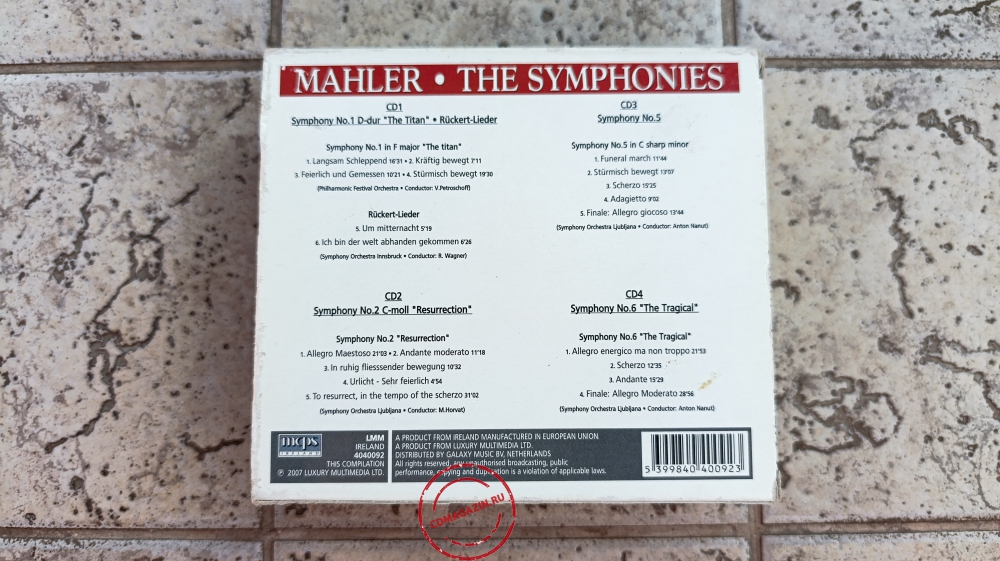 MAHLER • THE SYMPHONIES
CD1
Symphony No.1 D-dur "The Titan" • Rückert-Lieder
Symphony No.1 in F major "The titan"
1. Langsam Schleppend 16'31 • 2. Kräftig bewegt 7'11
3. Feierlich und Gemessen 10'21 • 4. Stürmisch bewegt 19'30
(Philharmonic Festival Orchestra • Conductor: V.Petroschoff)
Rückert-Lieder
5. Um mitternacht 5'19
6. Ich bin der welt abhanden gekommen 6'26
(Symphony Orchestra Innsbruck • Conductor: R. Wagner)
CD2
Symphony No.2 C-moll "Resurrection"
Symphony No.2 "Resurrection"
1. Allegro Maestoso 21'03 • 2. Andante moderato 11'18
3. In ruhig fliesssender bewegung 10'32
4. Urlicht - Sehr feierlich 4'54
5. To resurrect, in the tempo of the scherzo 31'02
(Symphony Orchestra Ljubljana • Conductor: M.Horvat)
CD3
Symphony No.5
Symphony No.5 in C sharp minor
1. Funeral march 11'44
2. Stürmisch bewegt 13'07
3. Scherzo 15'25
4. Adagietto 9'02
5. Finale: Allegro giocoso 13'44
(Symphony Orchestra Ljubljana • Conductor: Anton Nanut)
CD4
Symphony No.6 "The Tragical"
Symphony No.6 "The Tragical"
1. Allegro energico ma non troppo 21'53
2. Scherzo 12'35
3. Andante 15'29
4. Finale: Allegro Moderato 28'56
(Symphony Orchestra Ljubljana • Conductor: Anton Nanut)
mcps
IRELAND
LMM
IRELAND
4040092
THIS COMPILATION
℗ 2007 LUXURY MULTIMEDIA LTD.
A PRODUCT FROM IRELAND MANUFACTURED IN EUROPEAN UNION
A PRODUCT FROM LUXURY MULTIMEDIA LTD.
DISTRIBUTED BY GALAXY MUSIC BV, NETHERLANDS
All rights reserved, any unauthorised broadcasting, public
performance, copying and duplication is a violation of applicable laws.
5 399840 400923
CDMAGAZIN.RU